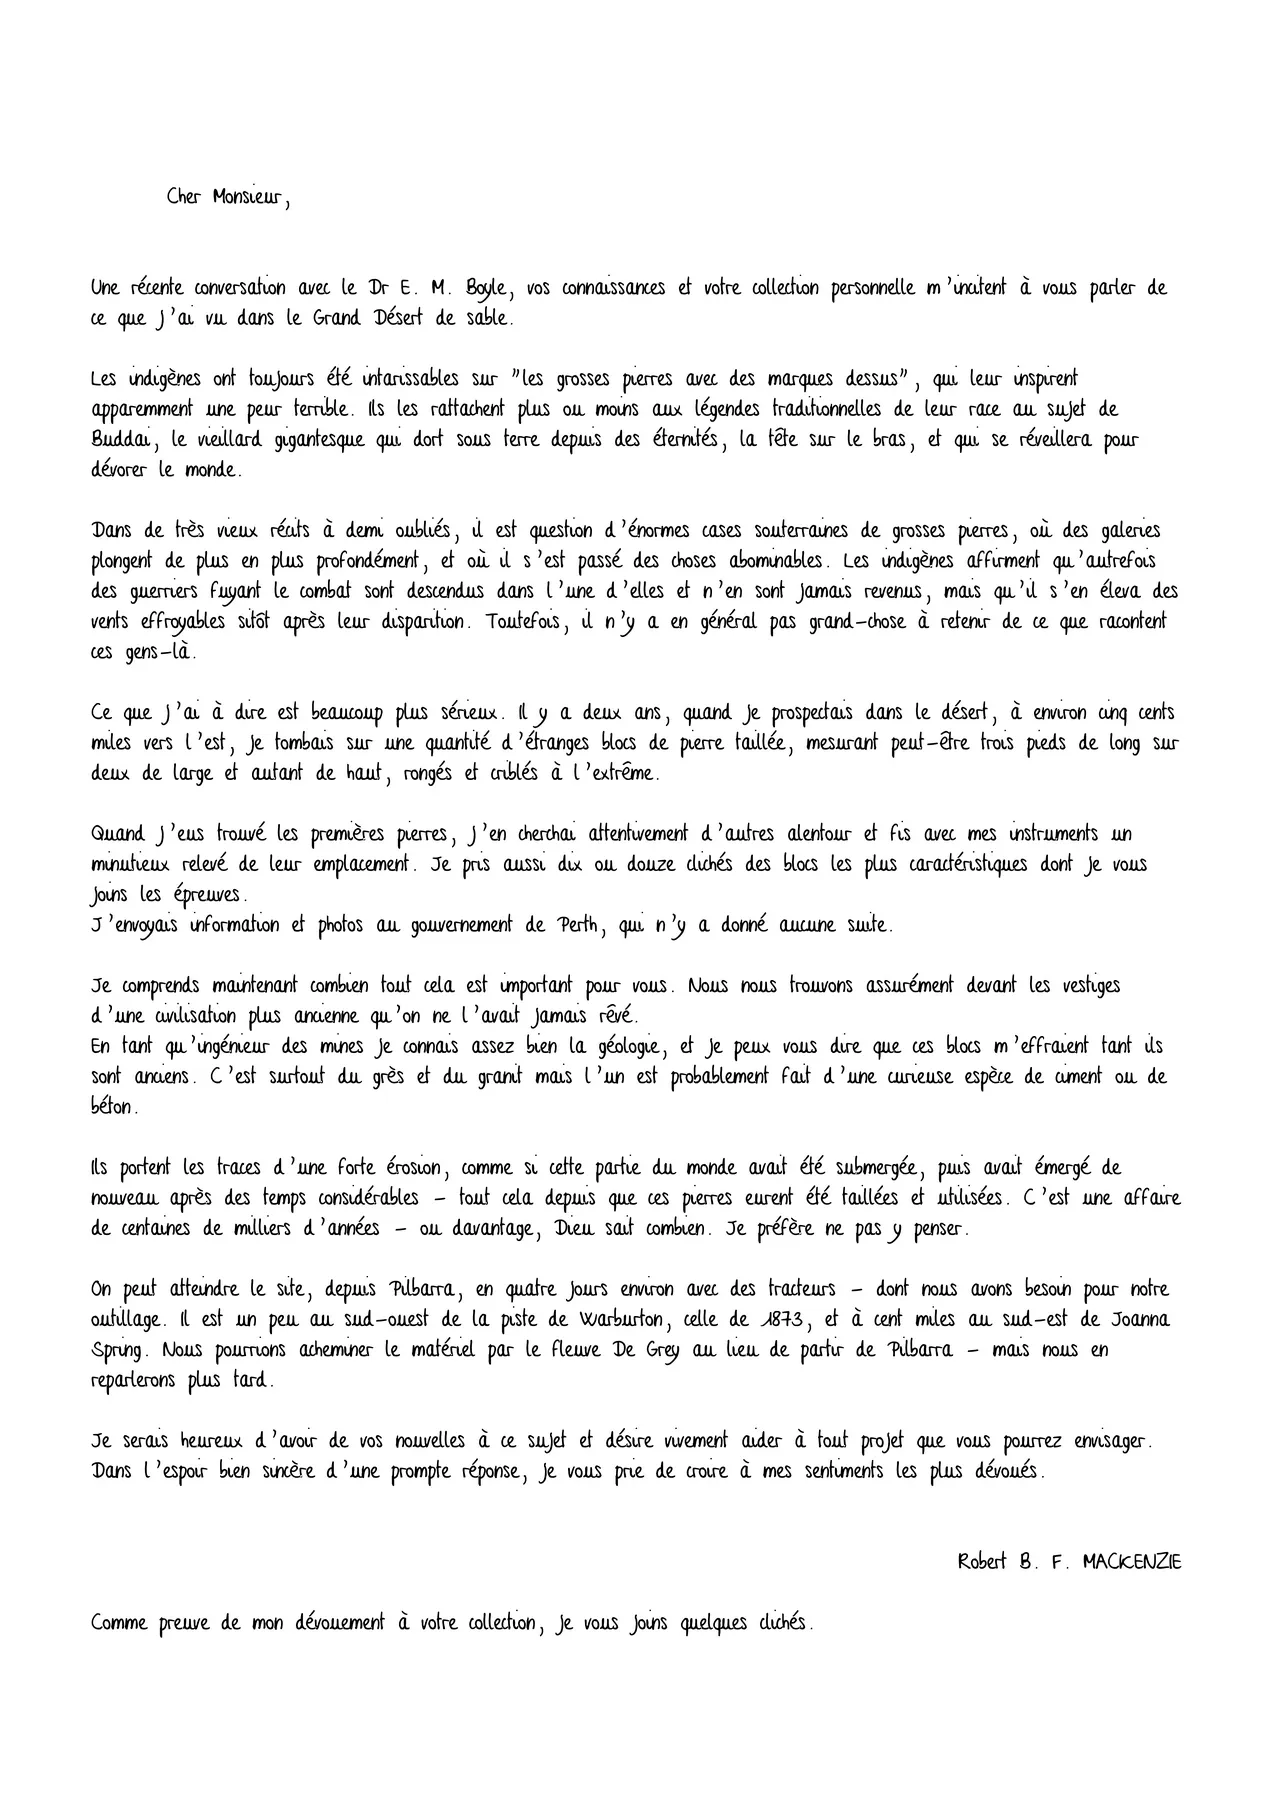 Cher Monsieur,
Une récente conversation avec le Dr E. M. Boyle, vos connaissances et votre collection personnelle m'incitent à vous parler de
ce que j'ai vu dans le Grand Désert de sable.
Les indigènes ont toujours été intarissables sur "les grosses pierres avec des marques dessus", qui leur inspirent
apparemment une peur terrible. Ils les rattachent plus ou moins aux légendes traditionnelles de leur race au sujet de
Buddai, le vieillard gigantesque qui dort sous terre depuis des éternités, la tête sur le bras, et qui se réveillera pour
dévorer le monde.
Dans de très vieux récits à demi oubliés, il est question d'énormes cases souterraines de grosses pierres, où des galeries
plongent de plus en plus profondément, et où il s'est passé des choses abominables. Les indigènes affirment qu'autrefois
des guerriers fuyant le combat sont descendus dans l'une d'elles et n'en sont jamais revenus, mais qu'il s'en éleva des
vents effroyables sitôt après leur disparition. Toutefois, il n'y a en général pas grand-chose à retenir de ce que racontent
ces gens-là.
Ce que j'ai à dire est beaucoup plus sérieux. Il y a deux ans, quand je prospectais dans le désert, à environ cinq cents
miles vers l'est, je tombais sur une quantité d'étranges blocs de pierre taillée, mesurant peut-être trois pieds de long sur
deux de large et autant de haut, rongés et criblés à l'extrême.
Quand j'eus trouvé les premières pierres, j'en cherchai attentivement d'autres alentour et fis avec mes instruments un
minutieux relevé de leur emplacement. Je pris aussi dix ou douze clichés des blocs les plus caractéristiques dont je vous
joins les épreuves.
J'envoyais information et photos au gouvernement de Perth, qui n'y a donné aucune suite.
Je comprends maintenant combien tout cela est important pour vous. Nous nous trouvons assurément devant les vestiges
d'une civilisation plus ancienne qu'on ne l'avait jamais rêvé.
En tant qu'ingénieur des mines je connais assez bien la géologie, et je peux vous dire que ces blocs m'effraient tant ils
sont anciens. C'est surtout du grès et du granit mais l'un est probablement fait d'une curieuse espèce de ciment ou de
béton.
Ils portent les traces d'une forte érosion, comme si cette partie du monde avait été submergée, puis avait émergé de
nouveau après des temps considérables - tout cela depuis que ces pierres eurent été taillées et utilisées. C'est une affaire
de centaines de milliers d'années - ou davantage, Dieu sait combien. Je préfère ne pas y penser.
On peut atteindre le site, depuis Pilbarra, en quatre jours environ avec des tracteurs - dont nous avons besoin pour notre
outillage. Il est un peu au sud-ouest de la piste de Warburton, celle de 1873, et à cent miles au sud-est de Joanna
Spring. Nous pourrions acheminer le matériel par le fleuve De Grey au lieu de partir de Pilbarra - mais nous en
reparlerons plus tard.
Je serais heureux d'avoir de vos nouvelles à ce sujet et désire vivement aider à tout projet que vous pourrez envisager.
Dans l'espoir bien sincère d'une prompte réponse, je vous prie de croire à mes sentiments les plus dévoués.
Robert B. F. MACKENZIE
Comme preuve de mon dévouement à votre collection, je vous joins quelques clichés.